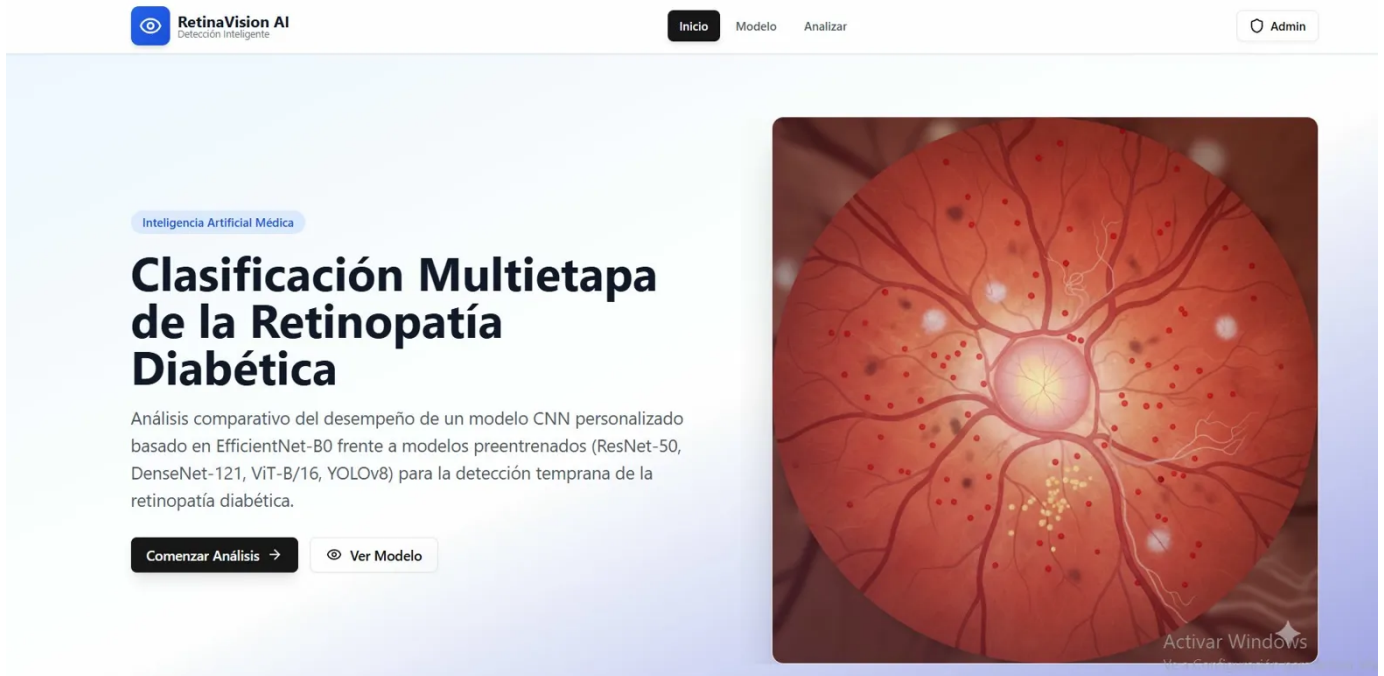 RetinaVision AI
Detección Inteligente
Inicio
Modelo
Analizar
Admin
Inteligencia Artificial Médica
Clasificación Multietapa
de la Retinopatía
Diabética
Análisis comparativo del desempeño de un modelo CNN personalizado
basado en EfficientNet-B0 frente a modelos preentrenados (ResNet-50,
DenseNet-121, ViT-B/16, YOLOv8) para la detección temprana de la
retinopatía diabética.
Comenzar Análisis
Ver Modelo
Activar Windows